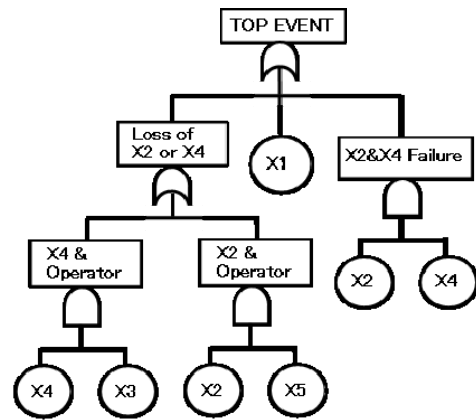 TOP EVENT
Loss of
X2 or X4
X1
X2&X4 Failure
X4 &
Operator
X2 &
Operator
X2
X4
X4
X3
X2
X5